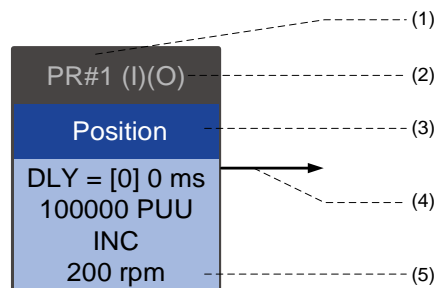 (1)
PR#1 (I)(O)
(2)
Position
(3)
DLY = [0] 0 ms
(4)
100000 PUU
INC
200 rpm
(5)